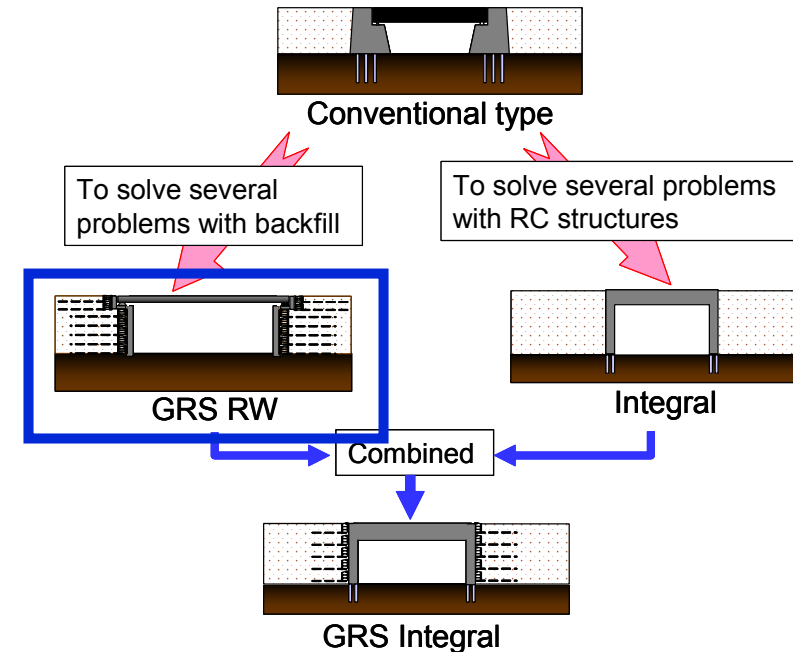 Conventional type
To solve several
problems with backfill
To solve several problems
with RC structures
GRS RW
Integral
Combined
GRS Integral